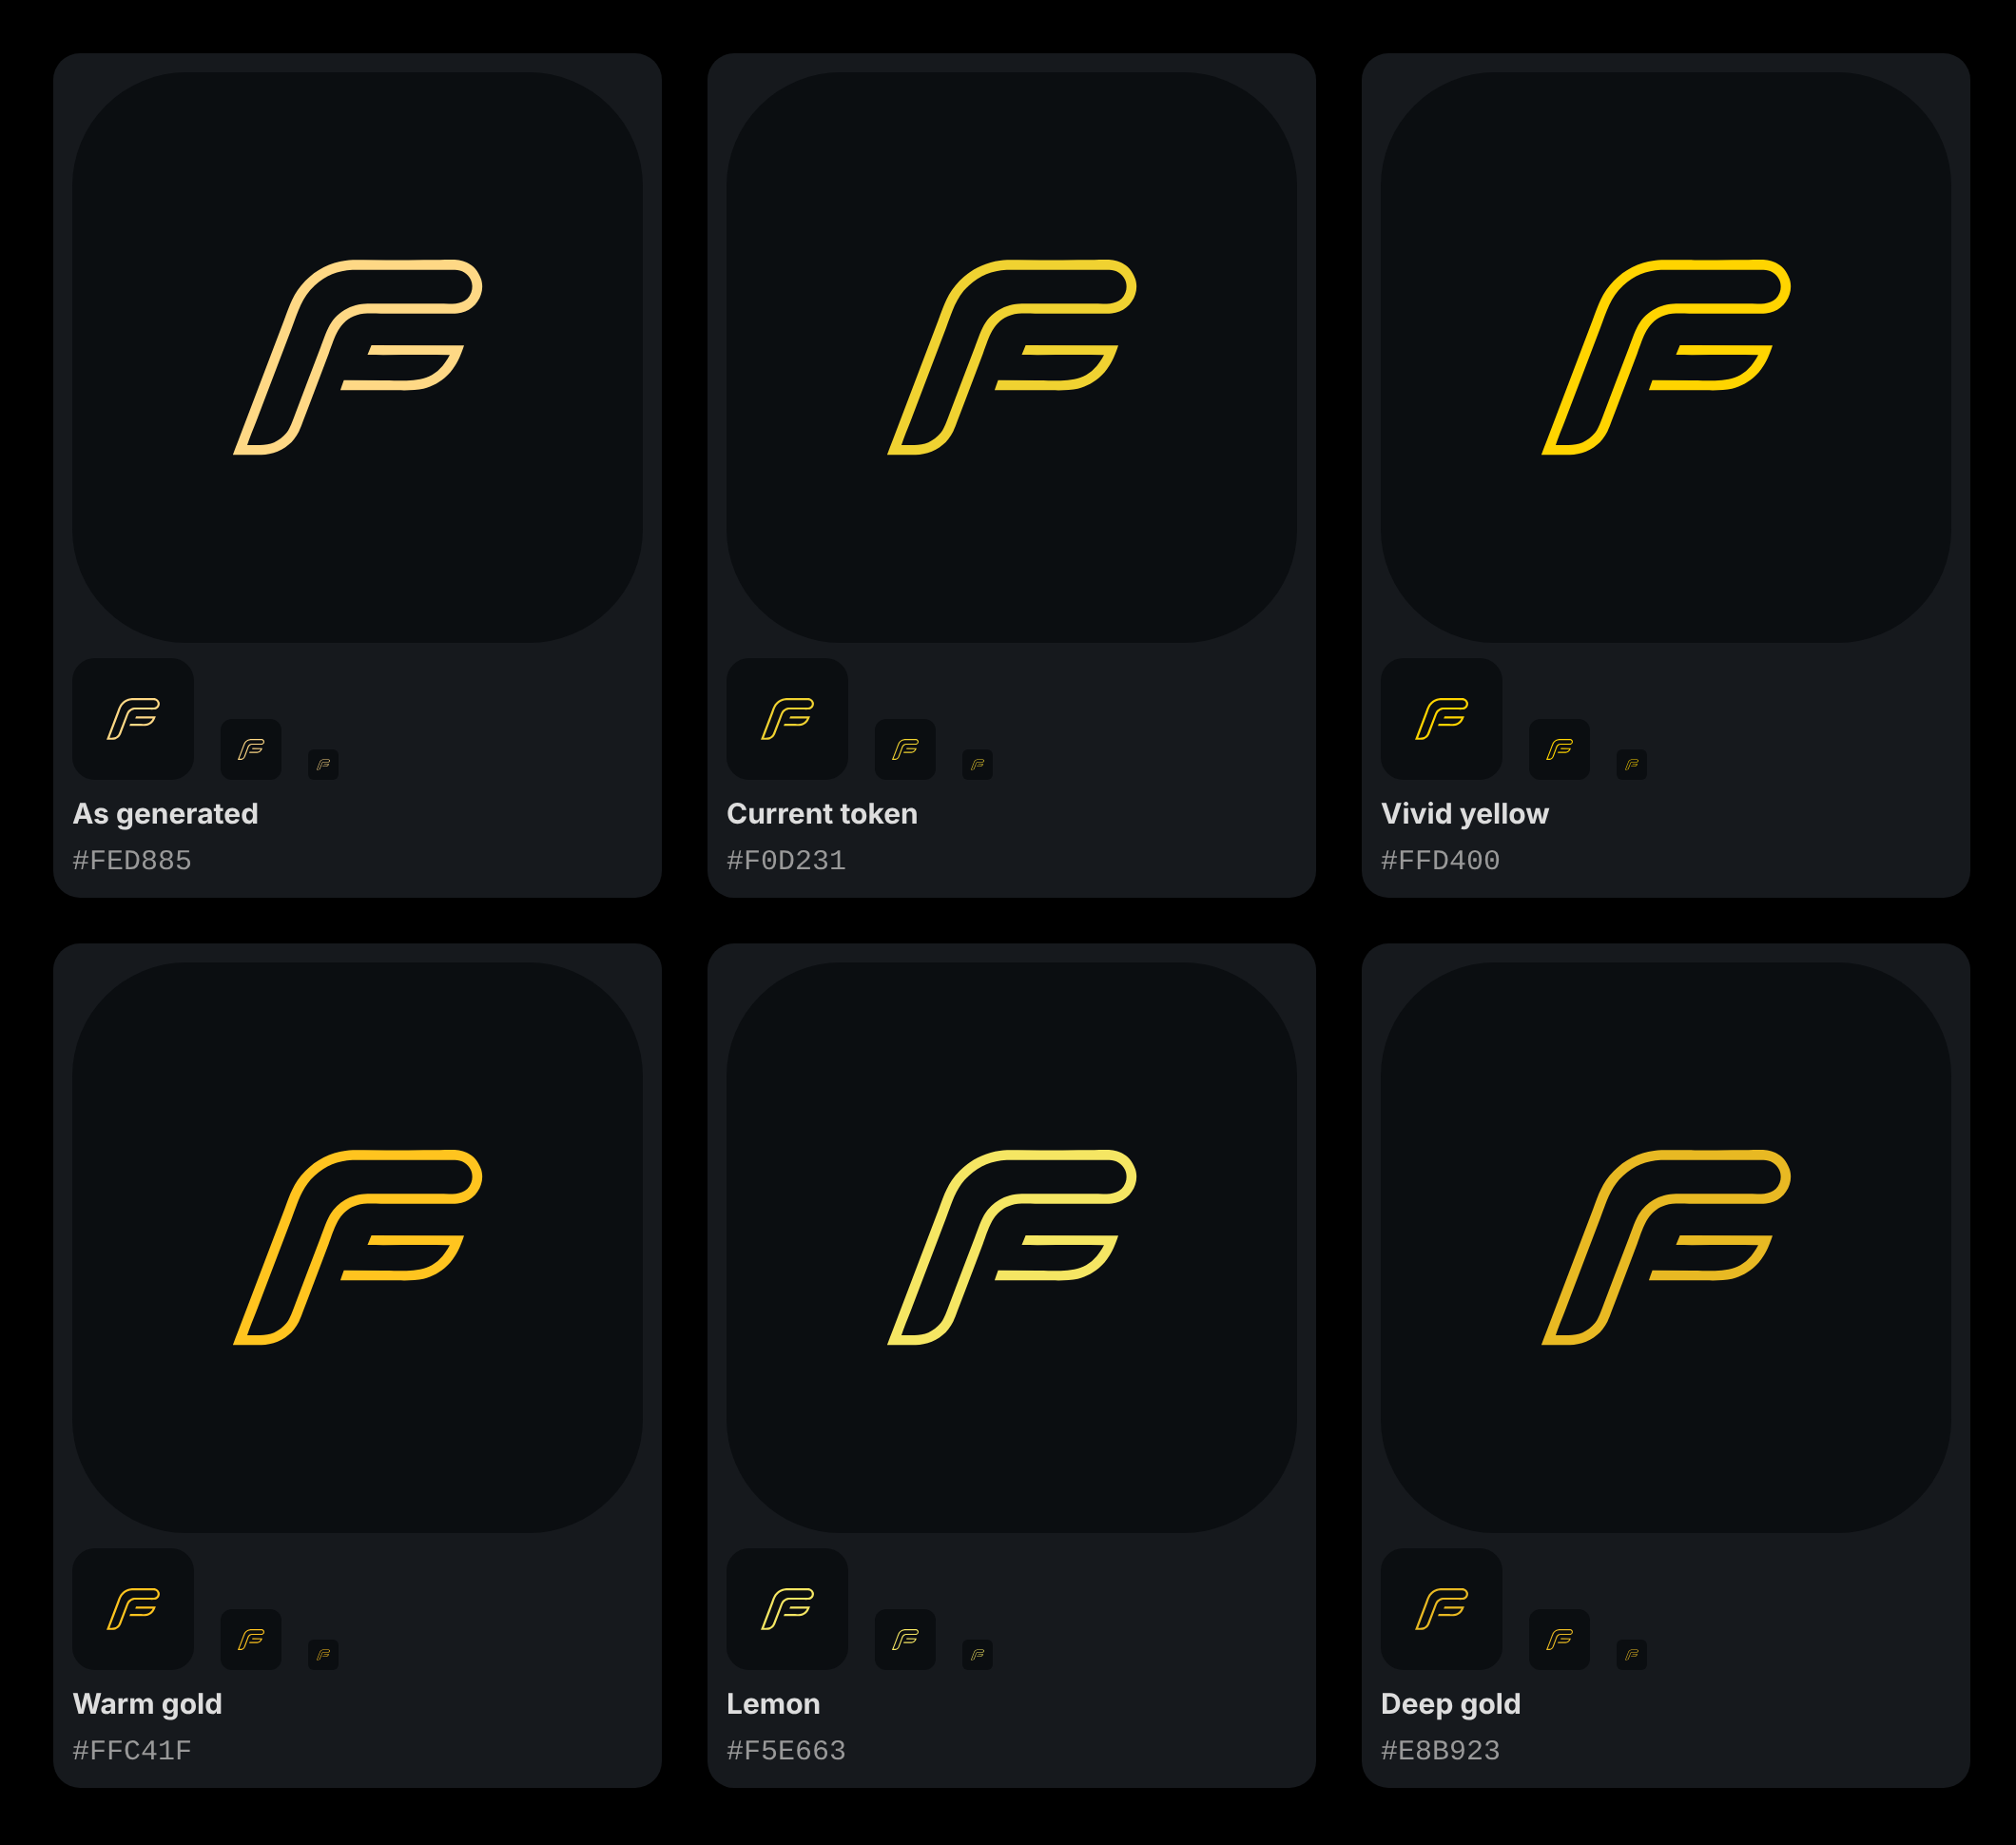 As generated
#FED885
Current token
#F0D231
Vivid yellow
#FFD400
Warm gold
#FFC41F
Lemon
#F5E663
Deep gold
#E8B923